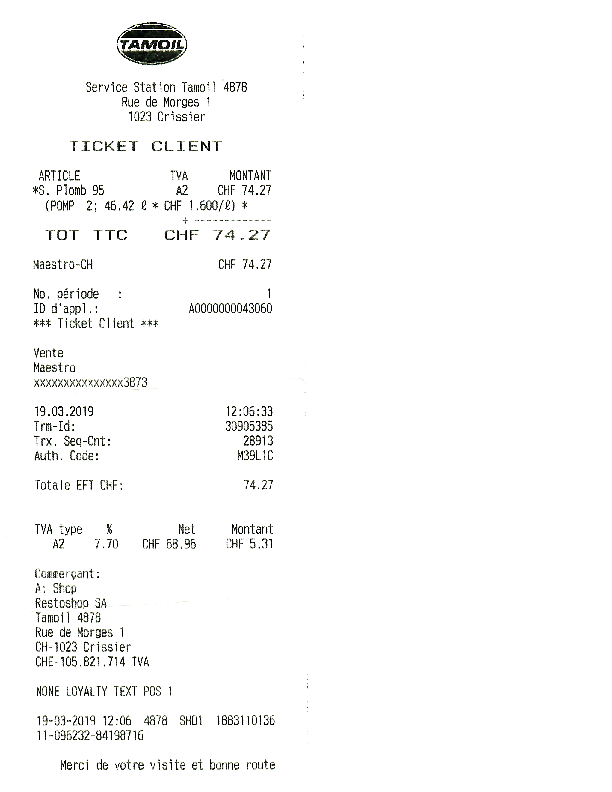 TAMOIL
Service Station Tamoil 4878
Rue de Morges 1
1023 Crissier
TICKET CLIENT
ARTICLE TVA MONTANT
*S. Plomb 95 A2 CHF 74.27
(POMP 2; 46.42 ℓ * CHF 1.600/ℓ) *
+ -------------
TOT TTC CHF 74.27
Maestro-CH CHF 74.27
No. période : 1
ID d'appl.: A0000000043060
*** Ticket Client ***
Vente
Maestro
xxxxxxxxxxxxxxx3873
19.03.2019 12:06:33
Trm-Id: 30905385
Trx. Seq-Cnt: 28913
Auth. Code: M39L1C
Totale EFT CHF: 74.27
TVA type % Net Montant
A2 7.70 CHF 68.96 CHF 5.31
Commerçant:
A: Shop
Restoshop SA
Tamoil 4878
Rue de Morges 1
CH-1023 Crissier
CHE-105.821.714 TVA
NONE LOYALTY TEXT POS 1
19-03-2019 12:06 4878 SH01 1883110136
11-096232-84198716
Merci de votre visite et bonne route